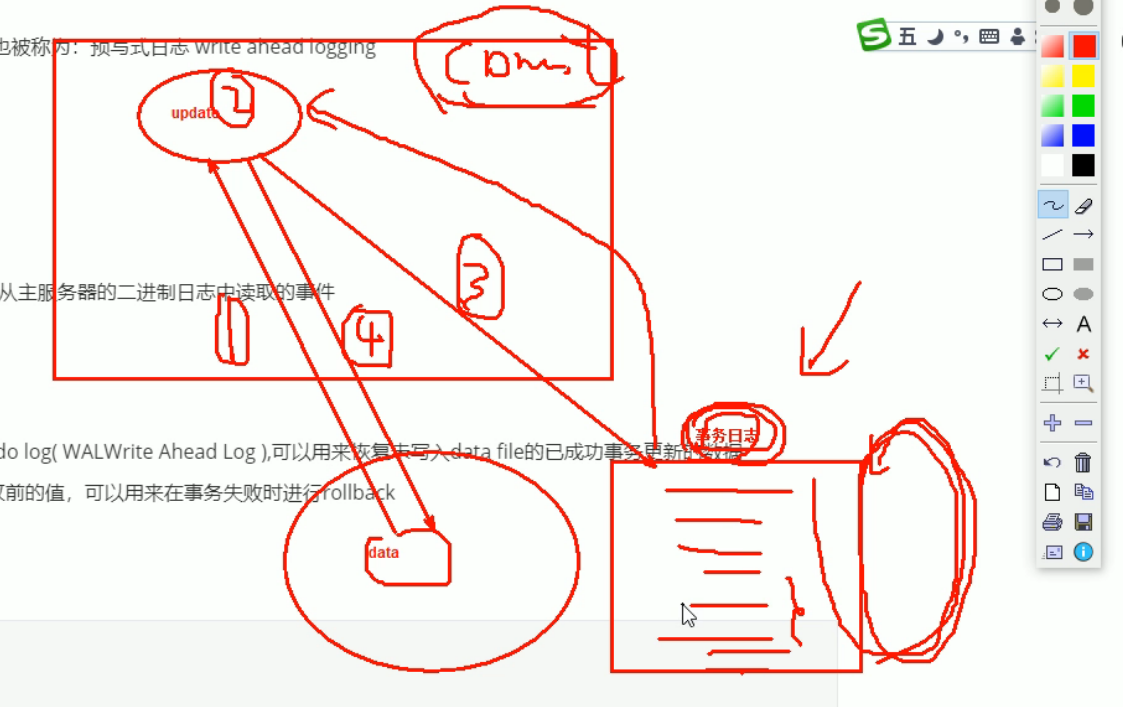 也被称为：预写式日志 write ahead logging
五
update
2
3
从主服务器的二进制日志中读取的事件
1
4
A
事务日志
do log( WALWrite Ahead Log ),可以用来恢复未写入data file的已成功事务更新的数据
前的值，可以用来在事务失败时进行rollback
data